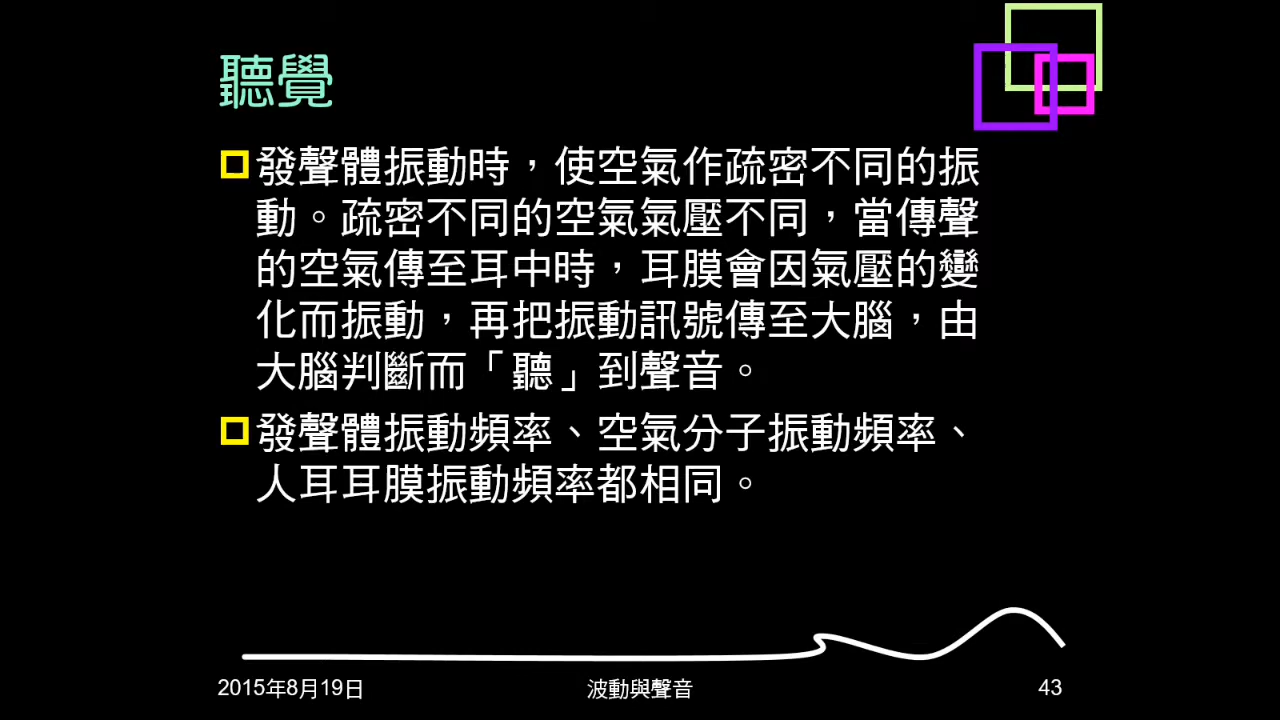 聽覺
發聲體振動時，使空氣作疏密不同的振
動。疏密不同的空氣氣壓不同，當傳聲
的空氣傳至耳中時，耳膜會因氣壓的變
化而振動，再把振動訊號傳至大腦，由
大腦判斷而「聽」到聲音。
發聲體振動頻率、空氣分子振動頻率、
人耳耳膜振動頻率都相同。
2015年8月19日
波動與聲音
43